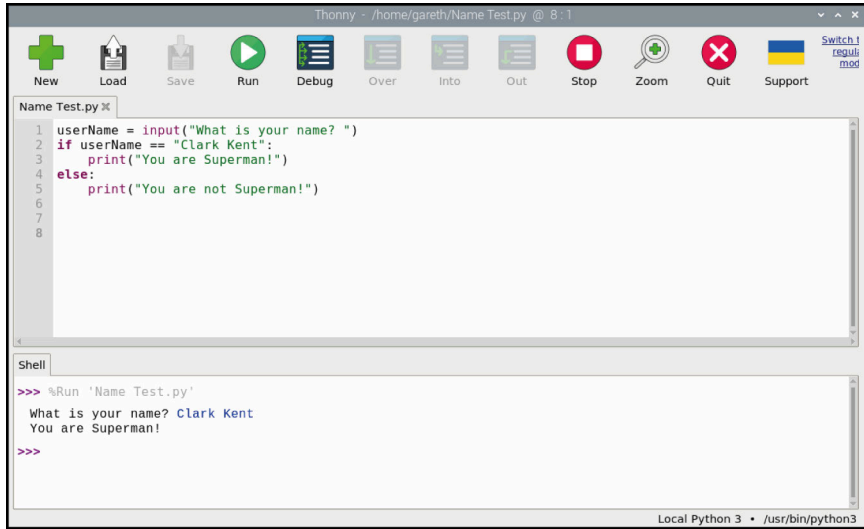 Thonny - /home/gareth/Name Test.py @ 8:1
New Load Save Run Debug Over Into Out Stop Zoom Quit Support
Switch t
regula
mod
Name Test.py
1 userName = input("What is your name? ")
2 if userName == "Clark Kent":
3     print("You are Superman!")
4 else:
5     print("You are not Superman!")
6
7
8
Shell
>>> %Run 'Name Test.py'
What is your name? Clark Kent
You are Superman!
>>>
Local Python 3 • /usr/bin/python3